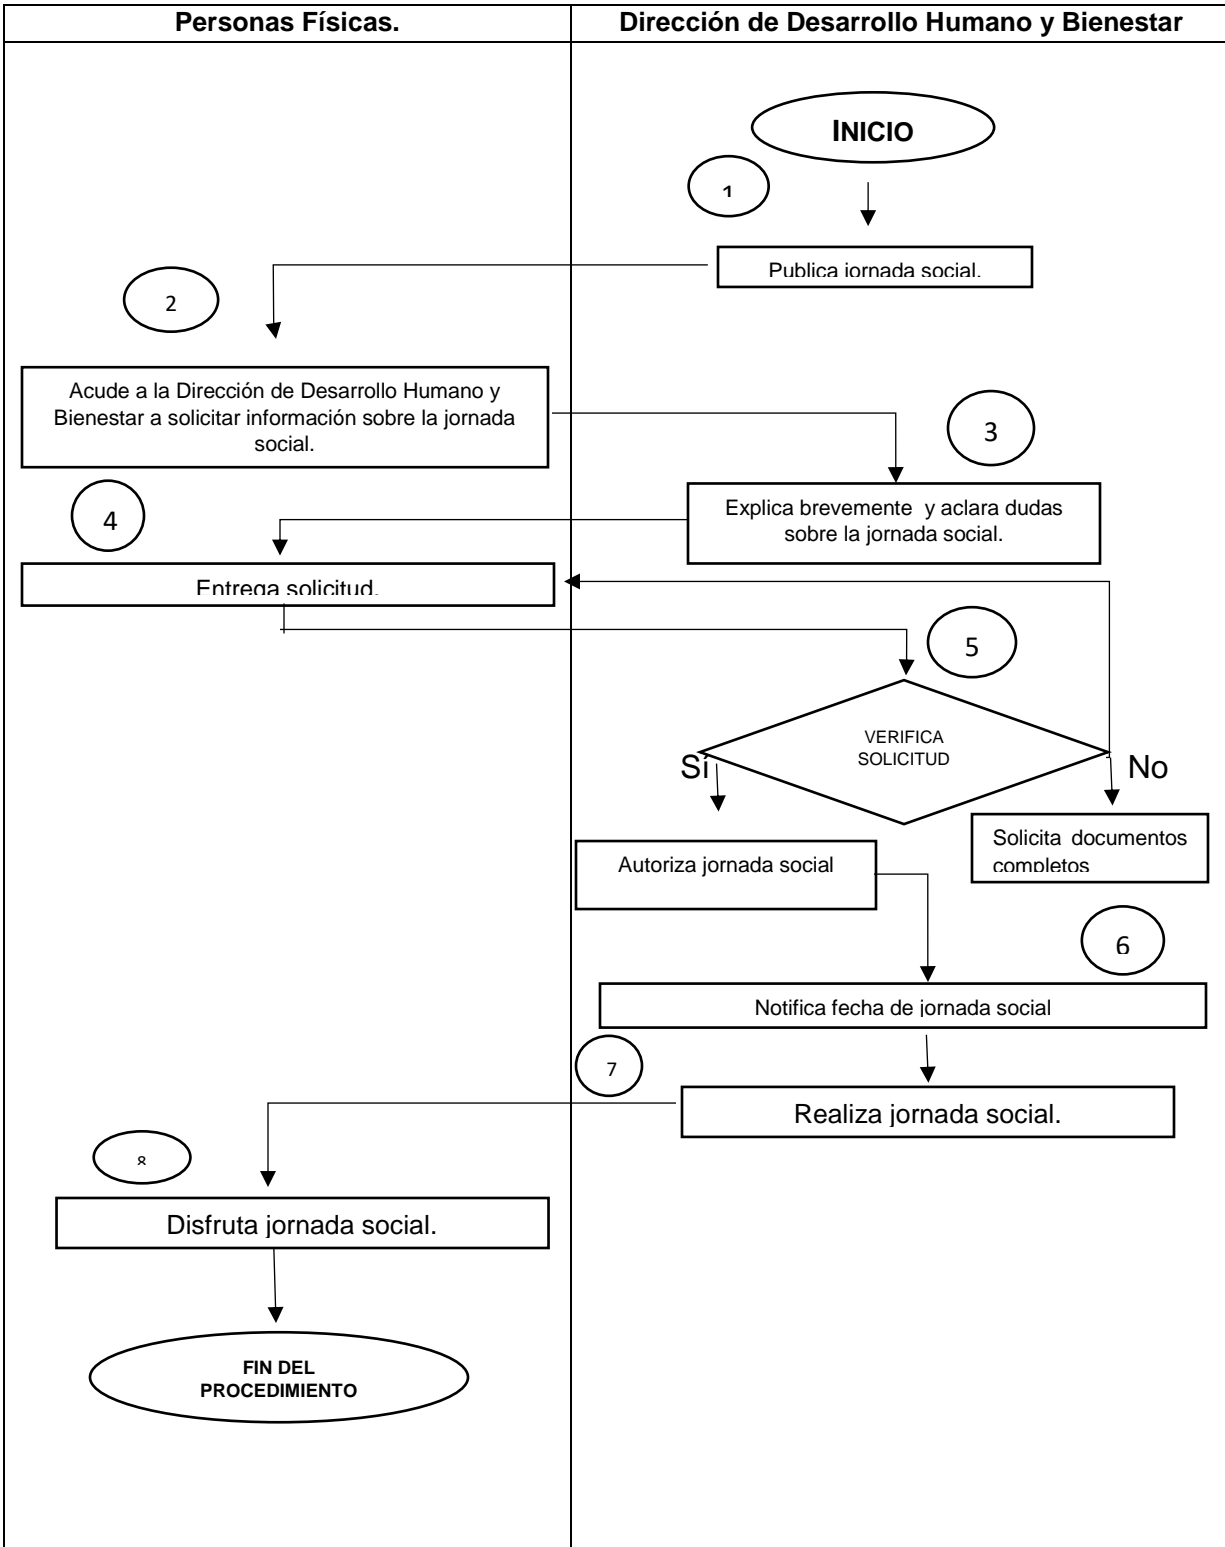 Personas Físicas.
Dirección de Desarrollo Humano y Bienestar
INICIO
1
Publica jornada social.
2
Acude a la Dirección de Desarrollo Humano y
Bienestar a solicitar información sobre la jornada
social.
3
Explica brevemente y aclara dudas
sobre la jornada social.
4
Entrega solicitud.
5
VERIFICA
SOLICITUD
Sí
No
Solicita documentos
completos
Autoriza jornada social
6
Notifica fecha de jornada social
7
Realiza jornada social.
8
Disfruta jornada social.
FIN DEL
PROCEDIMIENTO